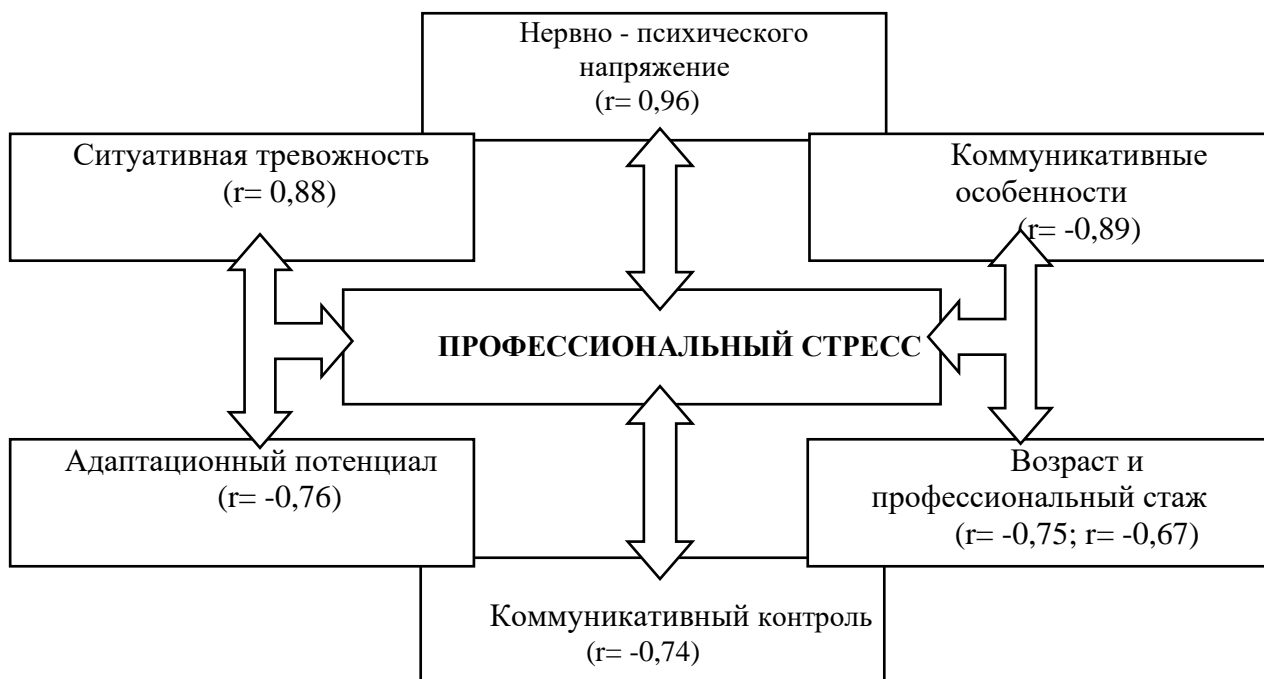 Нервно - психического
напряжение
(r= 0,96)
Ситуативная тревожность
(r= 0,88)
Коммуникативные
особенности
(r= -0,89)
ПРОФЕССИОНАЛЬНЫЙ СТРЕСС
Адаптационный потенциал
(r= -0,76)
Возраст и
профессиональный стаж
(r= -0,75; r= -0,67)
Коммуникативный контроль
(r= -0,74)